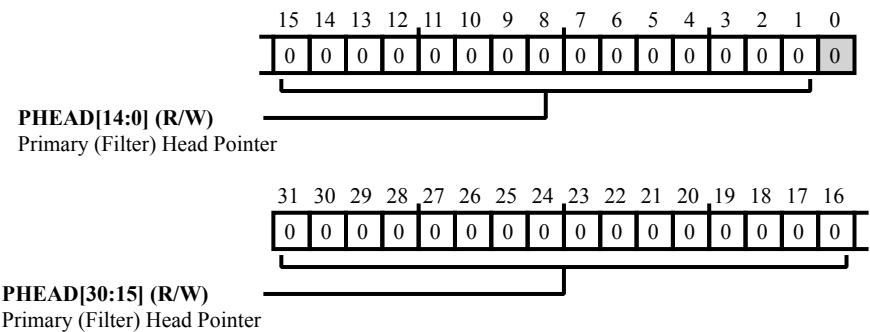 15 14 13 12 11 10 9 8 7 6 5 4 3 2 1 0
0 0 0 0 0 0 0 0 0 0 0 0 0 0 0 0
PHEAD[14:0] (R/W)
Primary (Filter) Head Pointer
31 30 29 28 27 26 25 24 23 22 21 20 19 18 17 16
0 0 0 0 0 0 0 0 0 0 0 0 0 0 0 0
PHEAD[30:15] (R/W)
Primary (Filter) Head Pointer